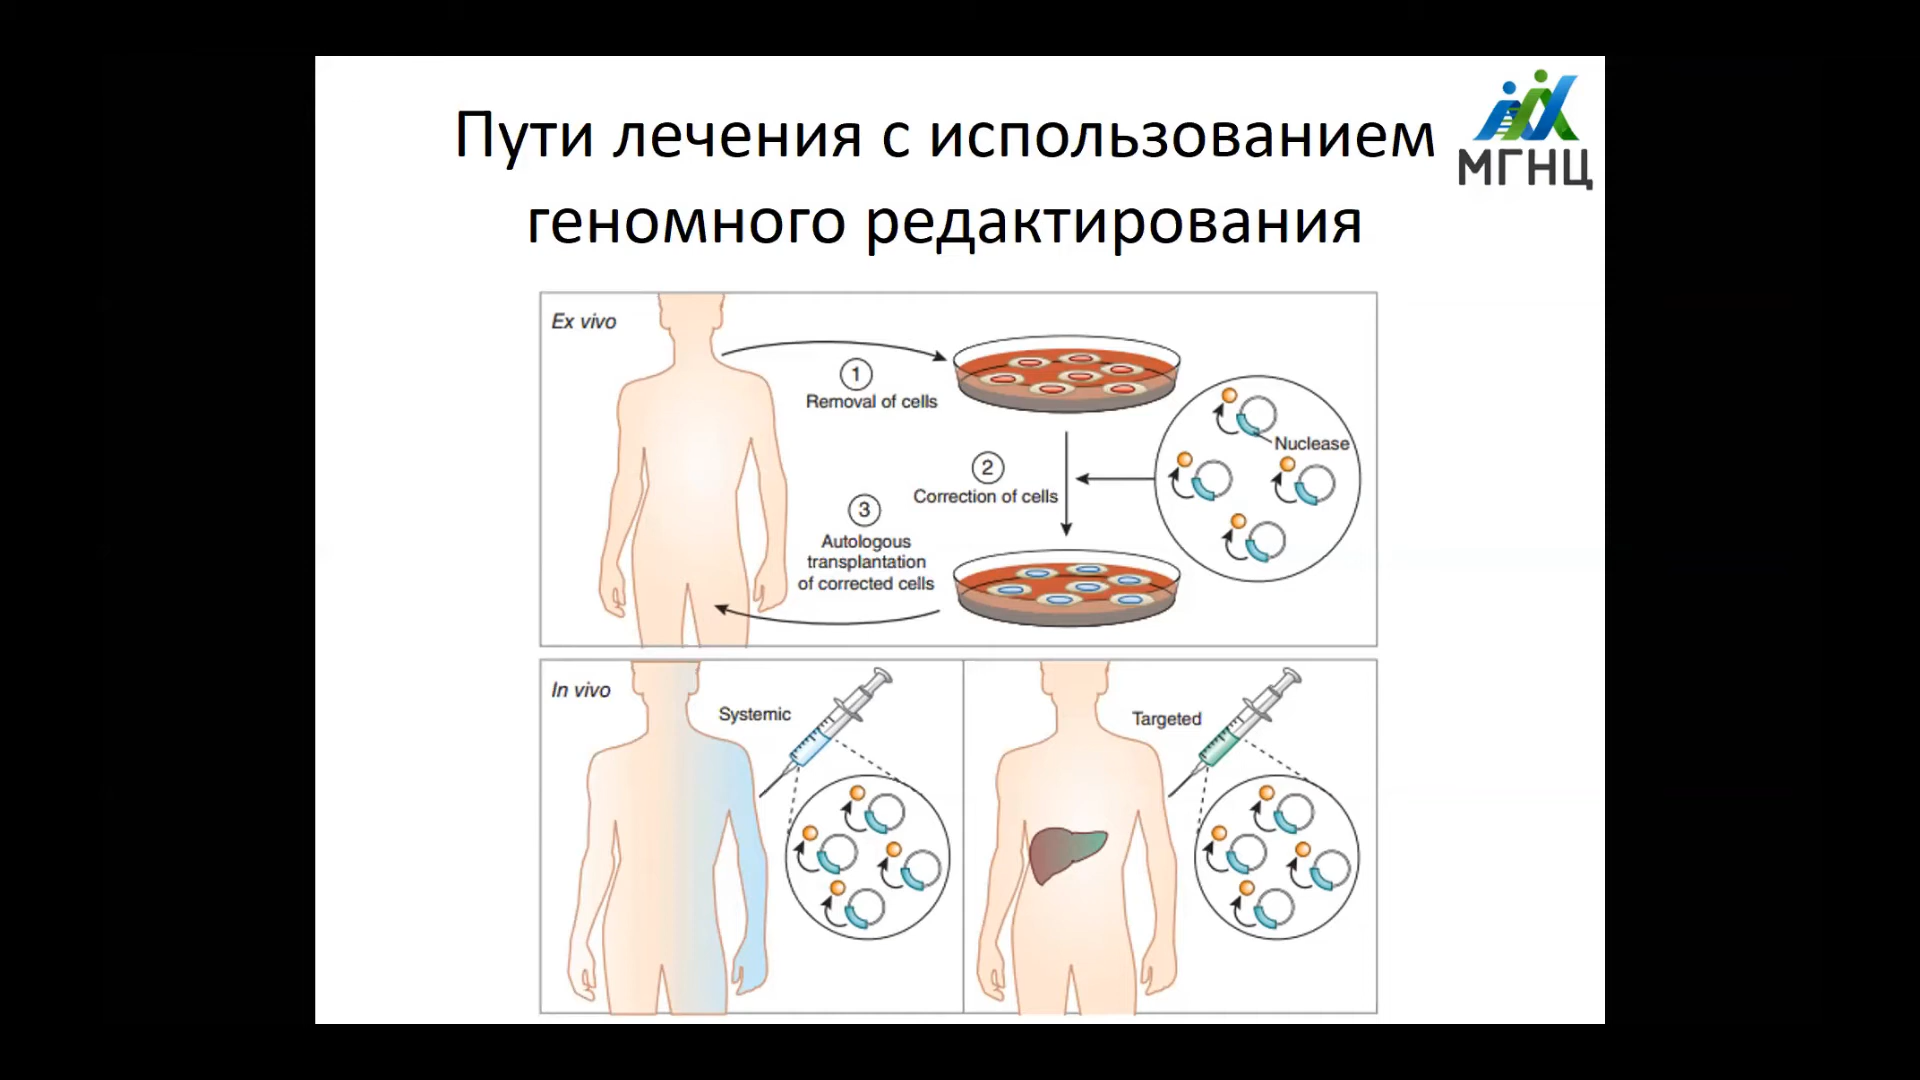 Пути лечения с использованием
геномного редактирования
МГНЦ
Ex vivo
1
Removal of cells
Nuclease
2
Correction of cells
3
Autologous
transplantation
of corrected cells
In vivo
Systemic
Targeted